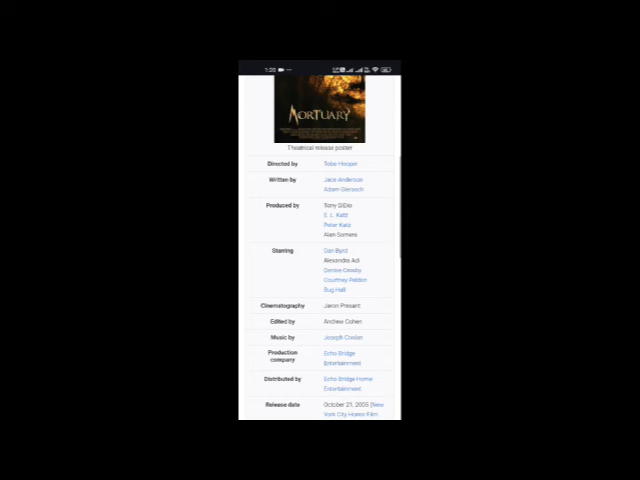 1:20
MORTUARY
Theatrical release poster
Directed by Tobe Hooper
Written by Jace Anderson
Adam Gierasch
Produced by Tony DiDio
E. L. Katz
Peter Katz
Alan Somers
Starring Dan Byrd
Alexandra Adi
Denise Crosby
Courtney Peldon
Bug Hall
Cinematography Jaron Presant
Edited by Andrew Cohen
Music by Joseph Conlan
Production Echo Bridge
company Entertainment
Distributed by Echo Bridge Home
Entertainment
Release date October 21, 2005 (New
York City Horror Film